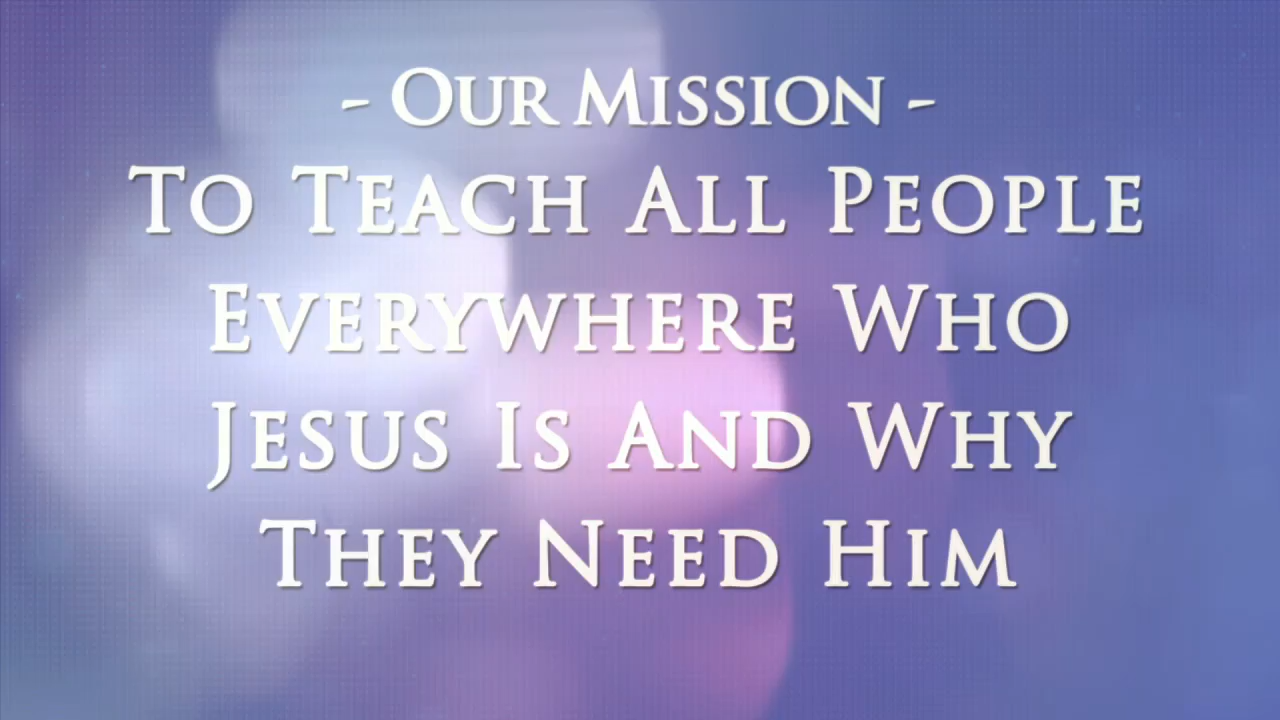 - Our Mission -
To Teach All People
Everywhere Who
Jesus Is And Why
They Need Him